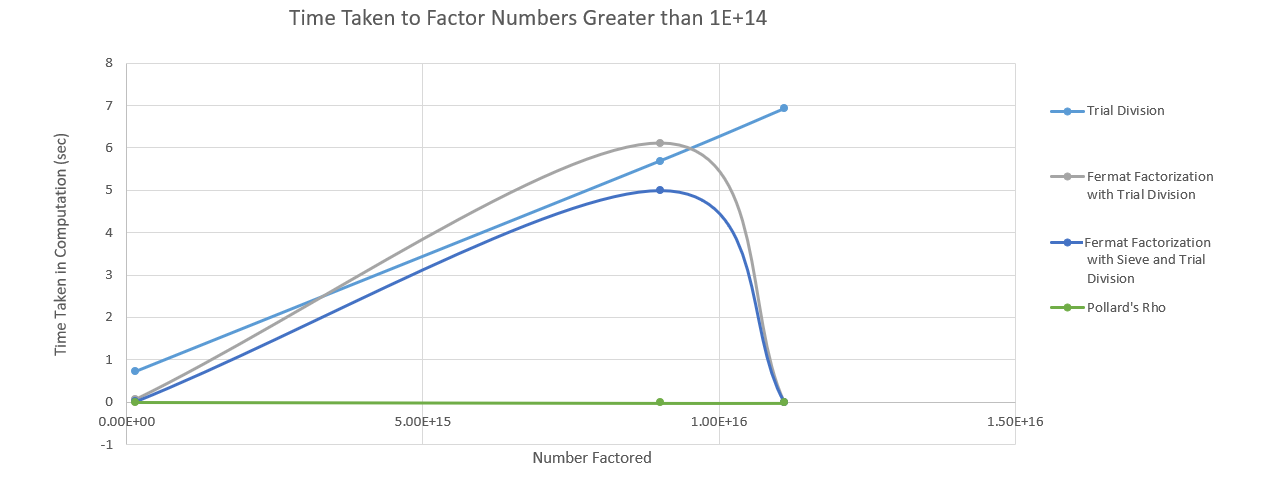 Time Taken to Factor Numbers Greater than 1E+14
8
7
6
5
4
3
2
1
0
-1
Time Taken in Computation (sec)
0.00E+00
5.00E+15
1.00E+16
1.50E+16
Number Factored
Trial Division
Fermat Factorization
with Trial Division
Fermat Factorization
with Sieve and Trial
Division
Pollard's Rho